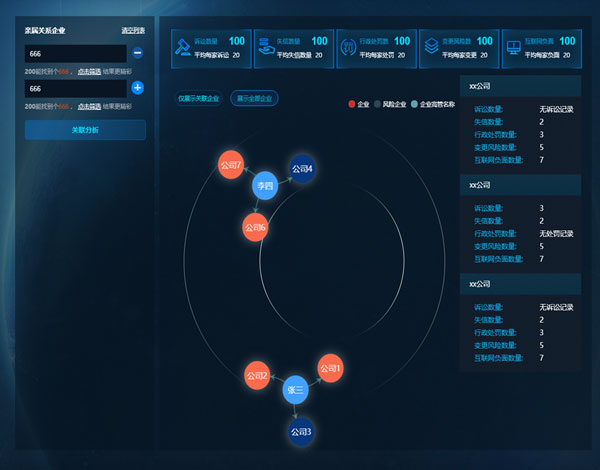 亲属关系企业 清空列表
666
200能找到个666， 点击筛选 结果更精彩
666
200能找到个666， 点击筛选 结果更精彩
关联分析
诉讼数量 100
平均每家诉讼 20
失信数量 100
平均失信数量 20
行政处罚数 100
平均每家处罚 20
变更风险数 100
平均每家变更 20
互联网负面 100
平均每家负面 20
仅展示关联企业 展示全部企业
企业 风险企业 企业高管名称
公司7
公司4
李四
公司6
公司2
公司1
张三
公司3
xx公司
诉讼数量: 无诉讼记录
失信数量: 2
行政处罚数量: 3
变更风险数量: 5
互联网负面数量: 7
xx公司
诉讼数量: 3
失信数量: 2
行政处罚数量: 无处罚记录
变更风险数量: 5
互联网负面数量: 7
xx公司
诉讼数量: 无诉讼记录
失信数量: 2
行政处罚数量: 3
变更风险数量: 5
互联网负面数量: 7